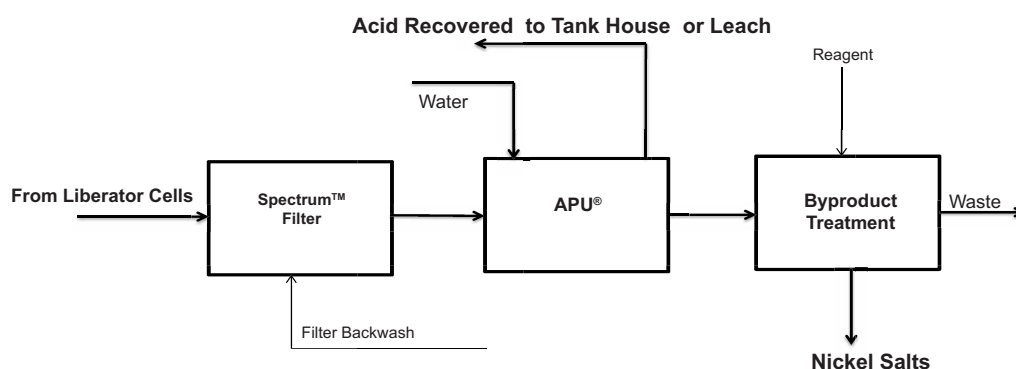 Acid Recovered to Tank House or Leach
Reagent
Water
From Liberator Cells
Spectrum™
Filter
APU®
Byproduct
Treatment
Waste
Filter Backwash
Nickel Salts